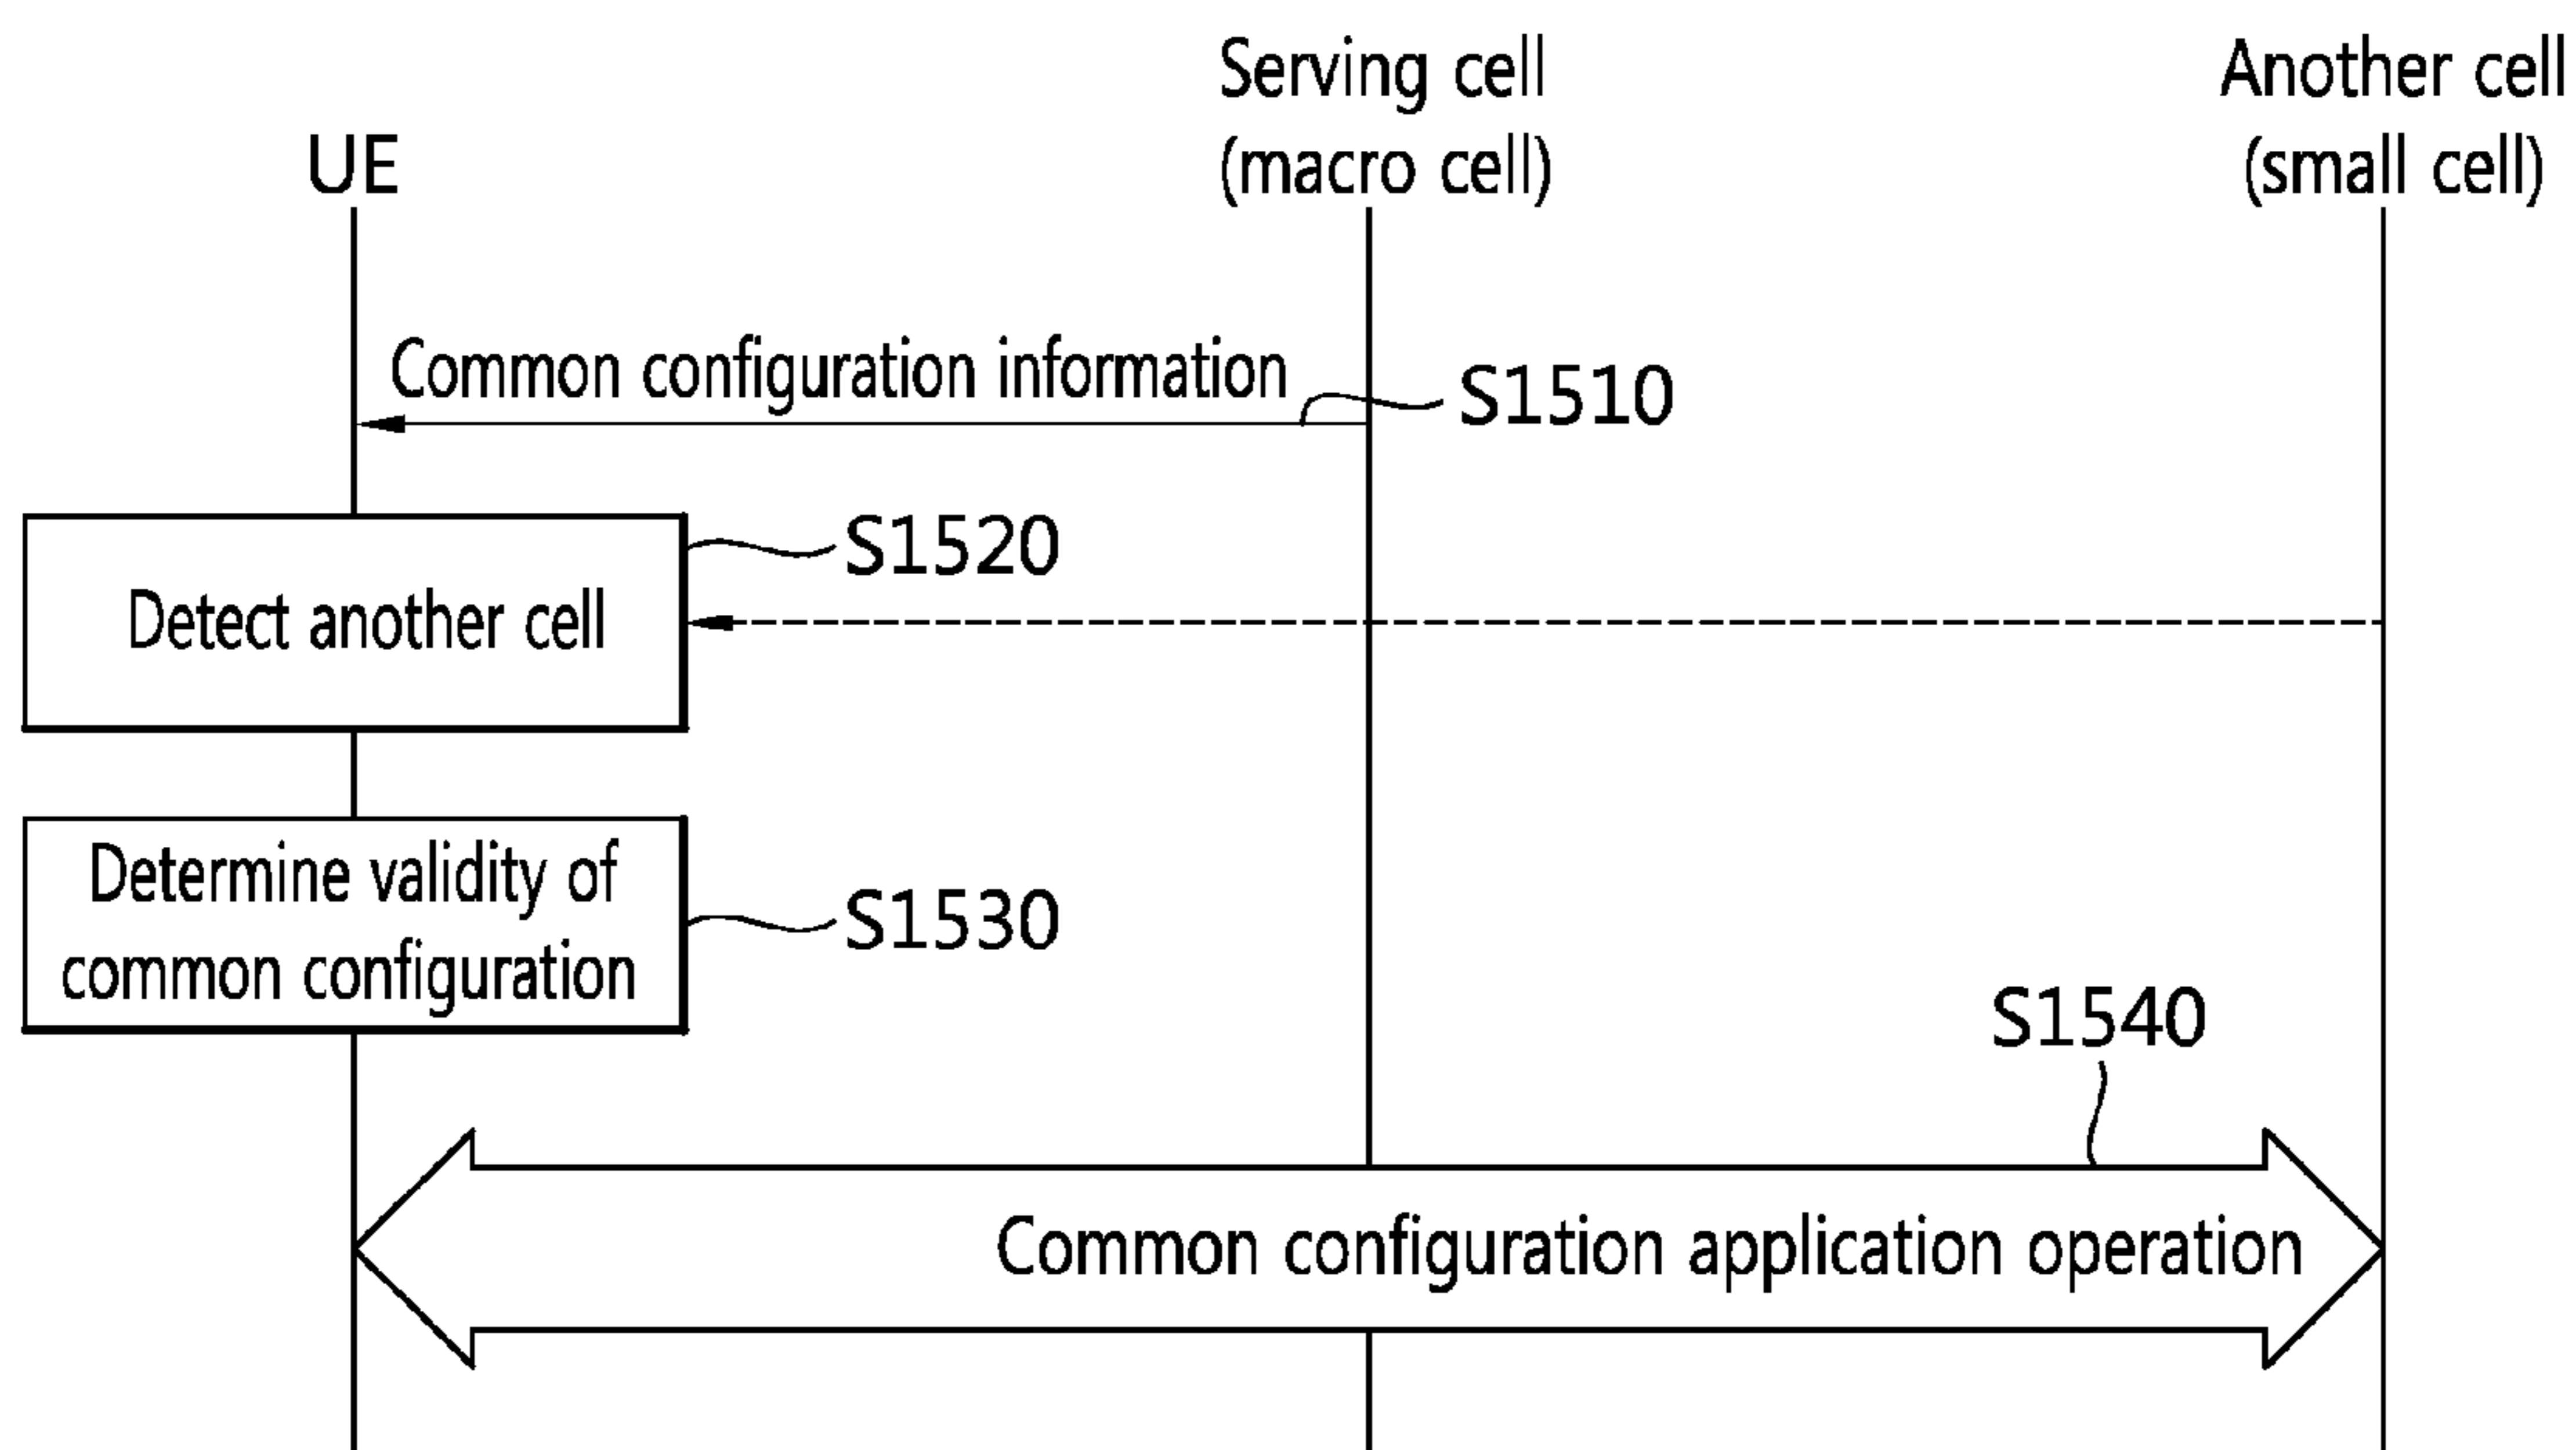 UE
Serving cell
(macro cell)
Another cell
(small cell)
Common configuration information
S1510
S1520
Detect another cell
Determine validity of
common configuration
S1530
S1540
Common configuration application operation